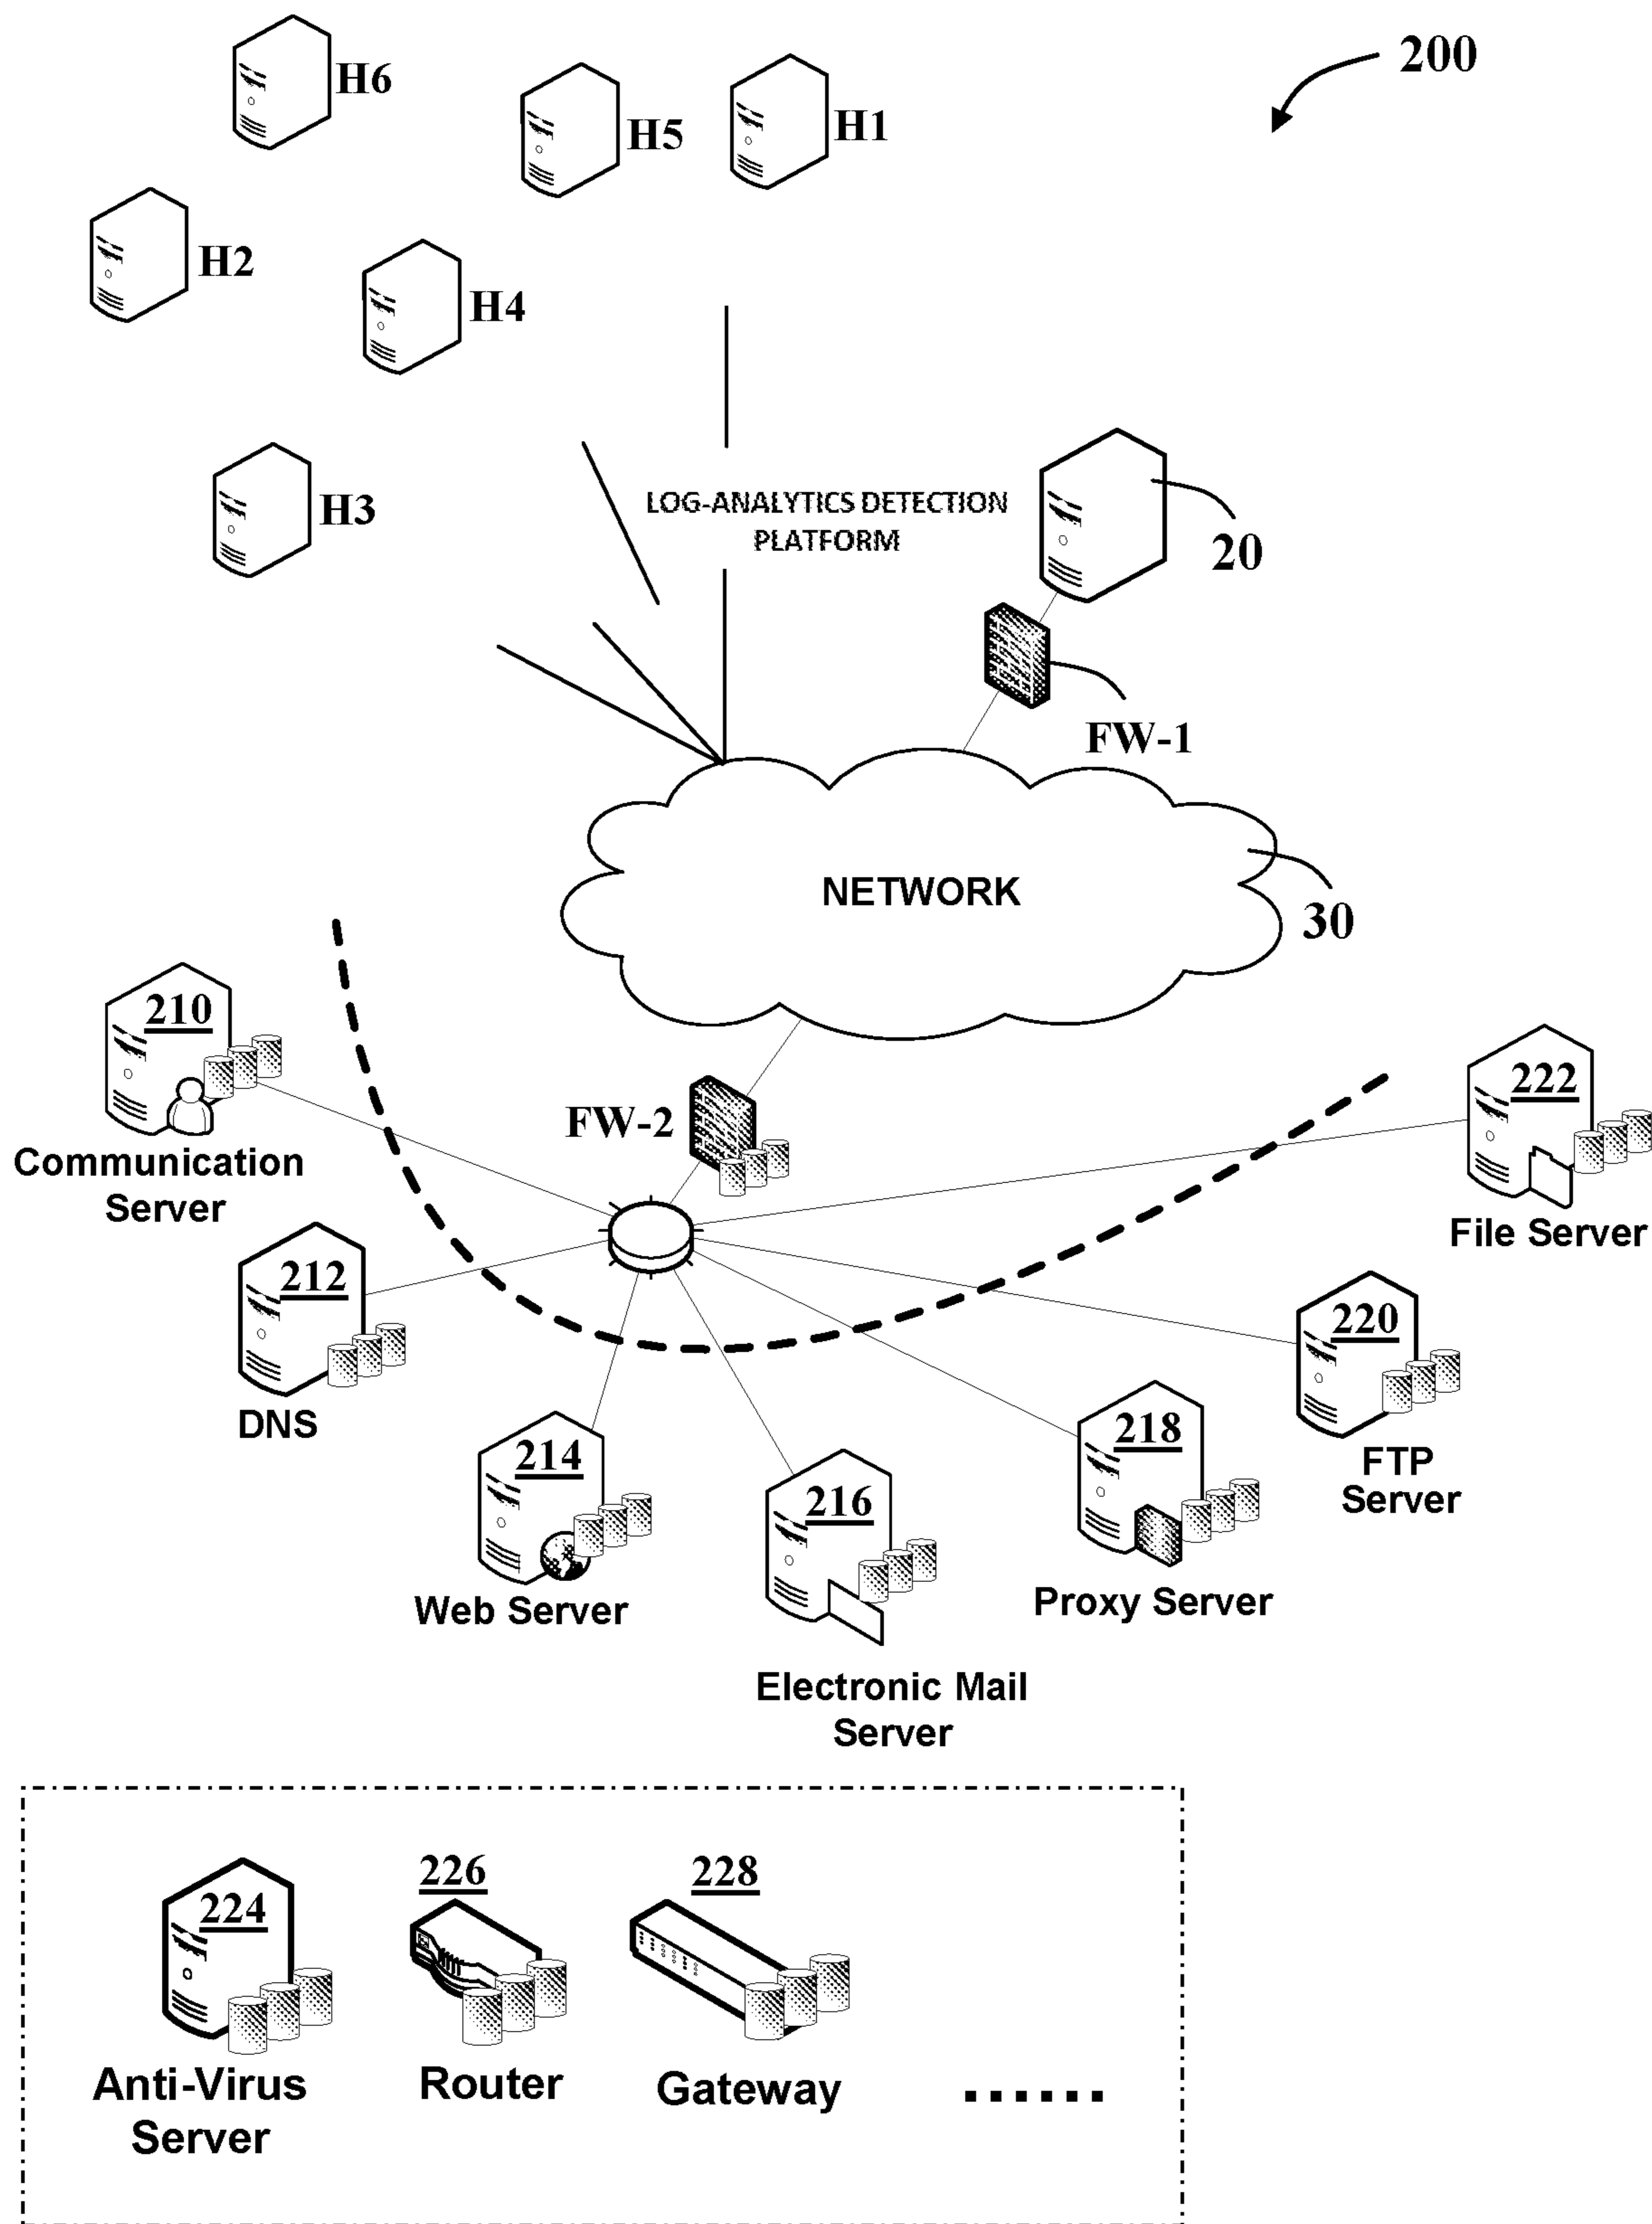 200
H6
H5
H1
H2
H4
H3
LOG-ANALYTICS DETECTION
PLATFORM
20
FW-1
NETWORK
30
210
Communication
Server
FW-2
222
File Server
212
DNS
220
FTP
Server
214
Web Server
216
Electronic Mail
Server
218
Proxy Server
224
Anti-Virus
Server
226
Router
228
Gateway
......